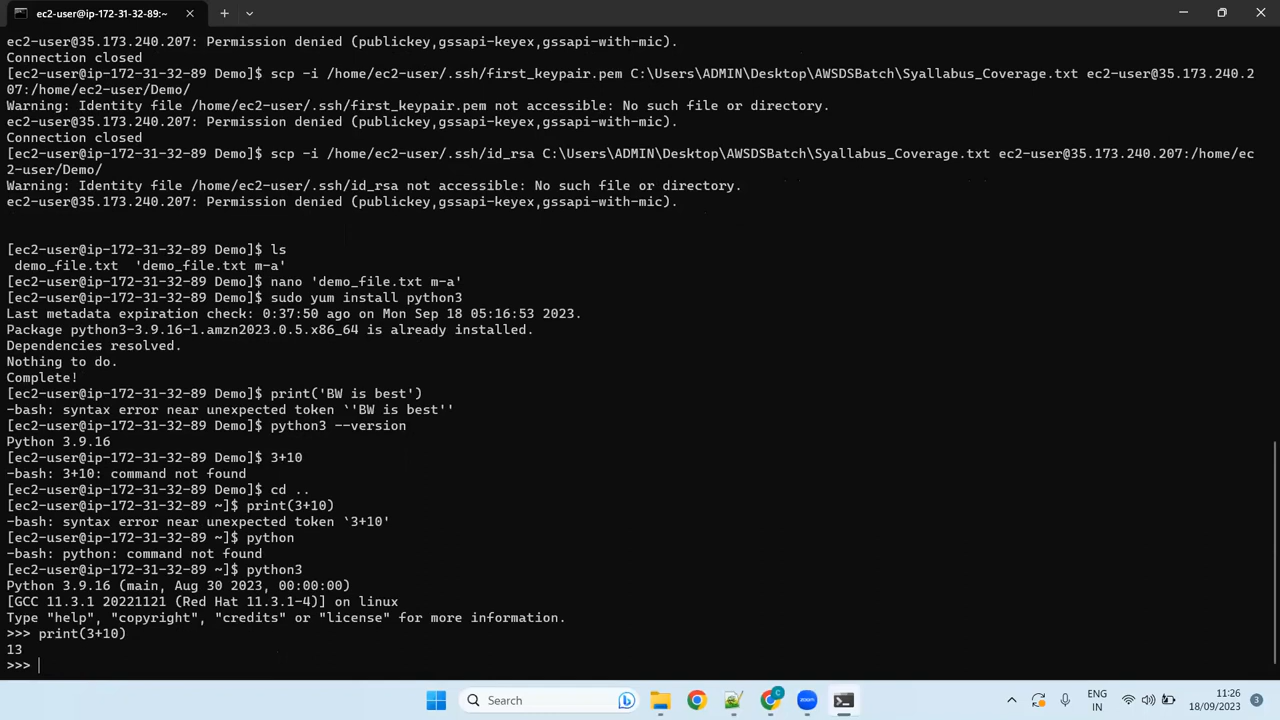 ec2-user@ip-172-31-32-89:~
ec2-user@35.173.240.207: Permission denied (publickey,gssapi-keyex,gssapi-with-mic).
Connection closed
[ec2-user@ip-172-31-32-89 Demo]$ scp -i /home/ec2-user/.ssh/first_keypair.pem C:\Users\ADMIN\Desktop\AWSDSBatch\Syallabus_Coverage.txt ec2-user@35.173.240.2
07:/home/ec2-user/Demo/
Warning: Identity file /home/ec2-user/.ssh/first_keypair.pem not accessible: No such file or directory.
ec2-user@35.173.240.207: Permission denied (publickey,gssapi-keyex,gssapi-with-mic).
Connection closed
[ec2-user@ip-172-31-32-89 Demo]$ scp -i /home/ec2-user/.ssh/id_rsa C:\Users\ADMIN\Desktop\AWSDSBatch\Syallabus_Coverage.txt ec2-user@35.173.240.207:/home/ec
2-user/Demo/
Warning: Identity file /home/ec2-user/.ssh/id_rsa not accessible: No such file or directory.
ec2-user@35.173.240.207: Permission denied (publickey,gssapi-keyex,gssapi-with-mic).
[ec2-user@ip-172-31-32-89 Demo]$ ls
demo_file.txt  'demo_file.txt m-a'
[ec2-user@ip-172-31-32-89 Demo]$ nano 'demo_file.txt m-a'
[ec2-user@ip-172-31-32-89 Demo]$ sudo yum install python3
Last metadata expiration check: 0:37:50 ago on Mon Sep 18 05:16:53 2023.
Package python3-3.9.16-1.amzn2023.0.5.x86_64 is already installed.
Dependencies resolved.
Nothing to do.
Complete!
[ec2-user@ip-172-31-32-89 Demo]$ print('BW is best')
-bash: syntax error near unexpected token `'BW is best''
[ec2-user@ip-172-31-32-89 Demo]$ python3 --version
Python 3.9.16
[ec2-user@ip-172-31-32-89 Demo]$ 3+10
-bash: 3+10: command not found
[ec2-user@ip-172-31-32-89 Demo]$ cd ..
[ec2-user@ip-172-31-32-89 ~]$ print(3+10)
-bash: syntax error near unexpected token `3+10'
[ec2-user@ip-172-31-32-89 ~]$ python
-bash: python: command not found
[ec2-user@ip-172-31-32-89 ~]$ python3
Python 3.9.16 (main, Aug 30 2023, 00:00:00)
[GCC 11.3.1 20221121 (Red Hat 11.3.1-4)] on linux
Type "help", "copyright", "credits" or "license" for more information.
>>> print(3+10)
13
>>>
Search
C
ENG
IN
11:26
18/09/2023
3